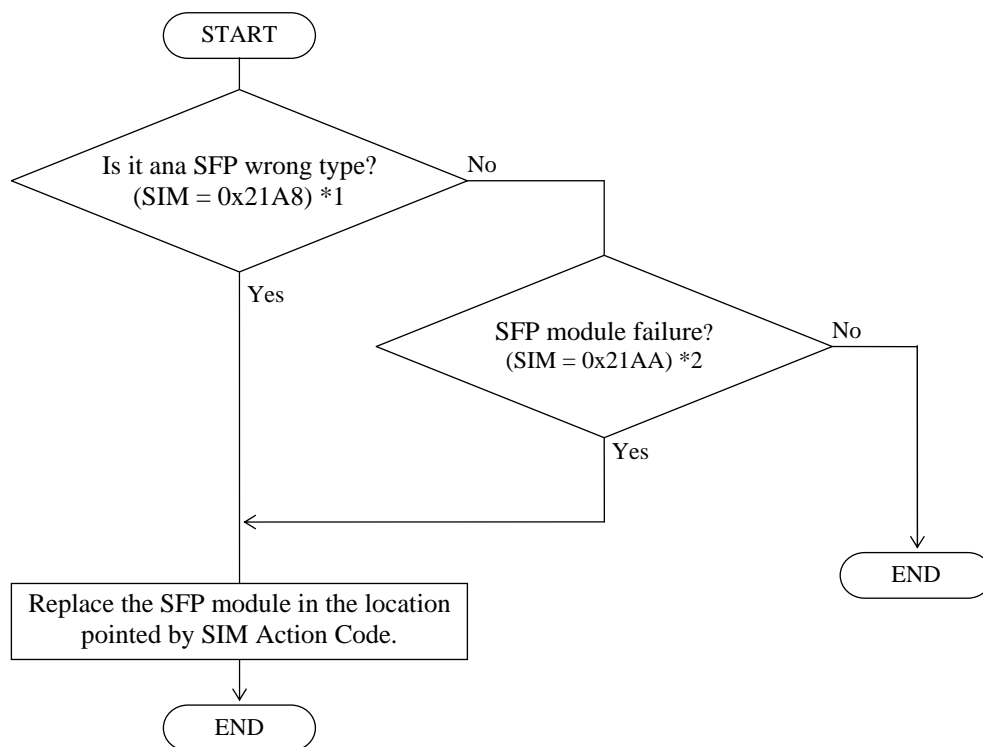 START
Is it ana SFP wrong type?
(SIM = 0x21A8) *1
No
Yes
SFP module failure?
(SIM = 0x21AA) *2
No
Yes
END
Replace the SFP module in the location
pointed by SIM Action Code.
END